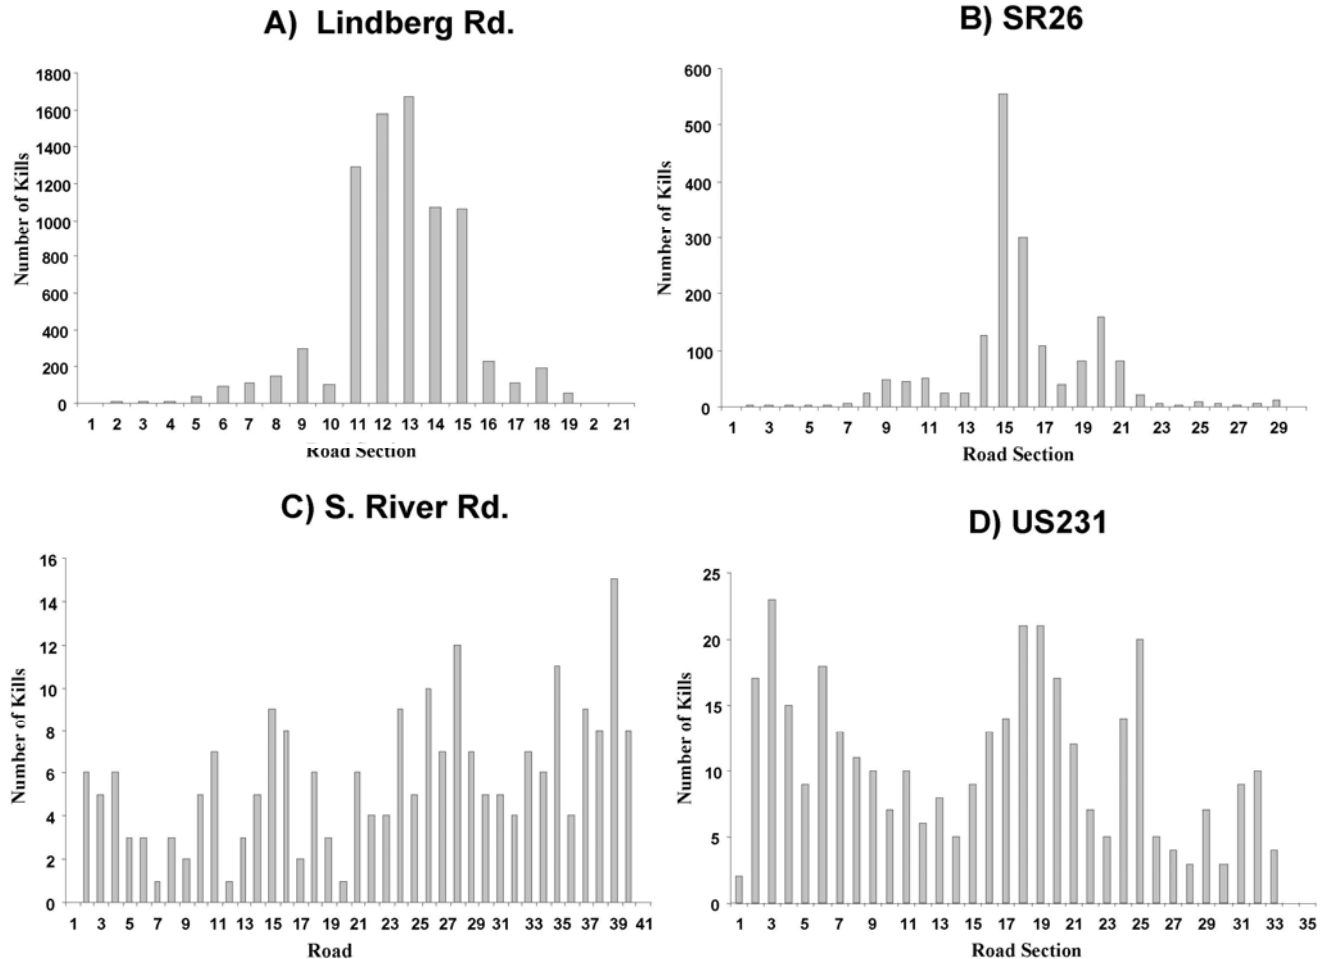 A) Lindberg Rd.
1800
1600
1400
1200
1000
800
600
400
200
0
Number of Kills
1 2 3 4 5 6 7 8 9 10 11 12 13 14 15 16 17 18 19 2 21
Road Section
B) SR26
600
500
400
300
200
100
0
Number of Kills
1 3 5 7 9 11 13 15 17 19 21 23 25 27 29
Road Section
C) S. River Rd.
16
14
12
10
8
6
4
2
0
Number of Kills
1 3 5 7 9 11 13 15 17 19 21 23 25 27 29 31 33 35 37 39 41
Road
D) US231
25
20
15
10
5
0
Number of Kills
1 3 5 7 9 11 13 15 17 19 21 23 25 27 29 31 33 35
Road Section